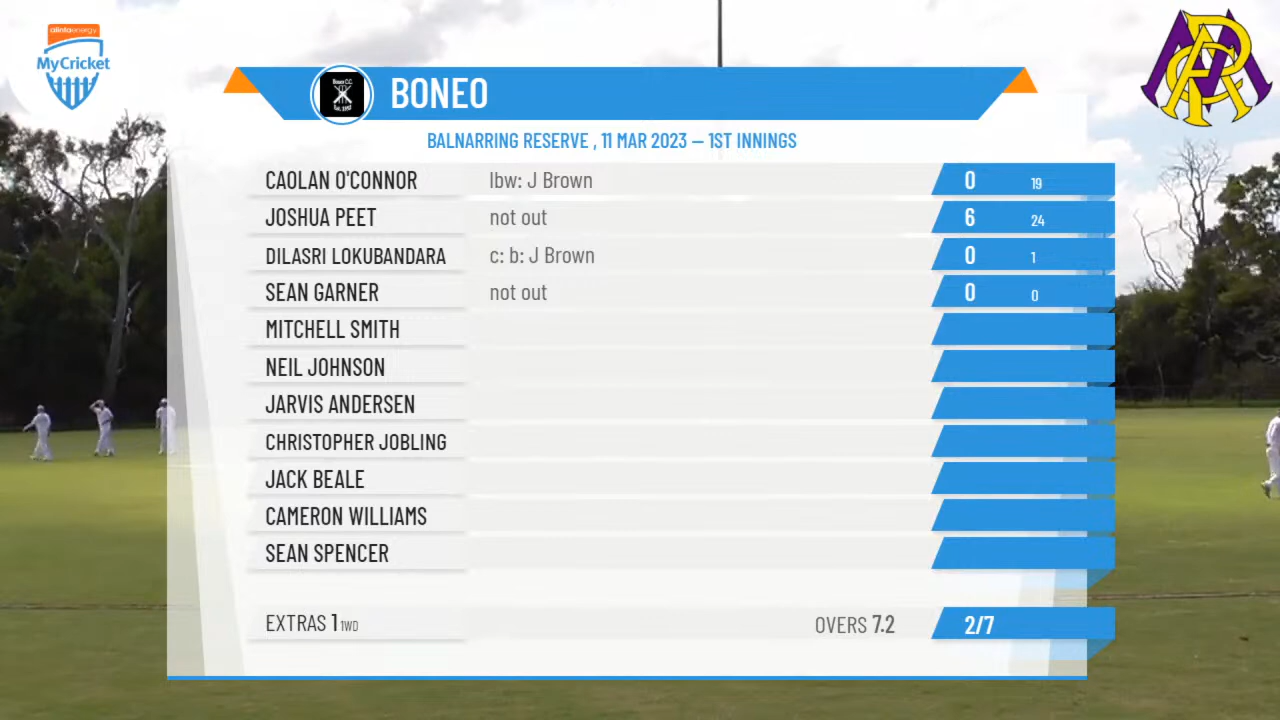 alintaenergy
MyCricket
Boneo C.C.
BONEO
BALNARRING RESERVE , 11 MAR 2023 – 1ST INNINGS
CAOLAN O'CONNOR lbw: J Brown 0 19
JOSHUA PEET not out 6 24
DILASRI LOKUBANDARA c: b: J Brown 0 1
SEAN GARNER not out 0 0
MITCHELL SMITH
NEIL JOHNSON
JARVIS ANDERSEN
CHRISTOPHER JOBLING
JACK BEALE
CAMERON WILLIAMS
SEAN SPENCER
EXTRAS 1 1WD OVERS 7.2 2/7